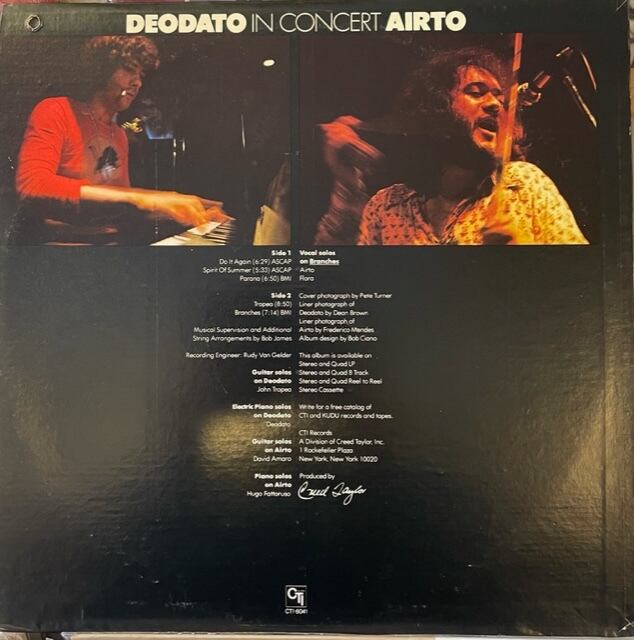 DEODATO IN CONCERT AIRTO
Side 1
Do It Again (6:29) ASCAP
Spirit Of Summer (5:33) ASCAP
Parana (6:50) BMI
Side 2
Tropea (8:50)
Branches (7:14) BMI
Musical Supervision and Additional
String Arrangements by Bob James
Recording Engineer: Rudy Van Gelder
Guitar solos
on Deodato
John Tropea
Electric Piano solos
on Deodato
Deodato
Guitar solos
on Airto
David Amaro
Piano solos
on Airto
Hugo Fattoruso
Vocal solos
on Branches
Airto
Flora
Cover photograph by Pete Turner
Liner photograph of
Deodato by Dean Brown
Liner photograph of
Airto by Frederico Mendes
Album design by Bob Ciano
This album is available on
Stereo and Quad LP
Stereo and Quad 8 Track
Stereo and Quad Reel to Reel
Stereo Cassette
Write for a free catalog of
CTI and KUDU records and tapes.
CTI Records
A Division of Creed Taylor, Inc.
1 Rockefeller Plaza
New York, New York 10020
Produced by
Creed Taylor
CTi
CTI-6041